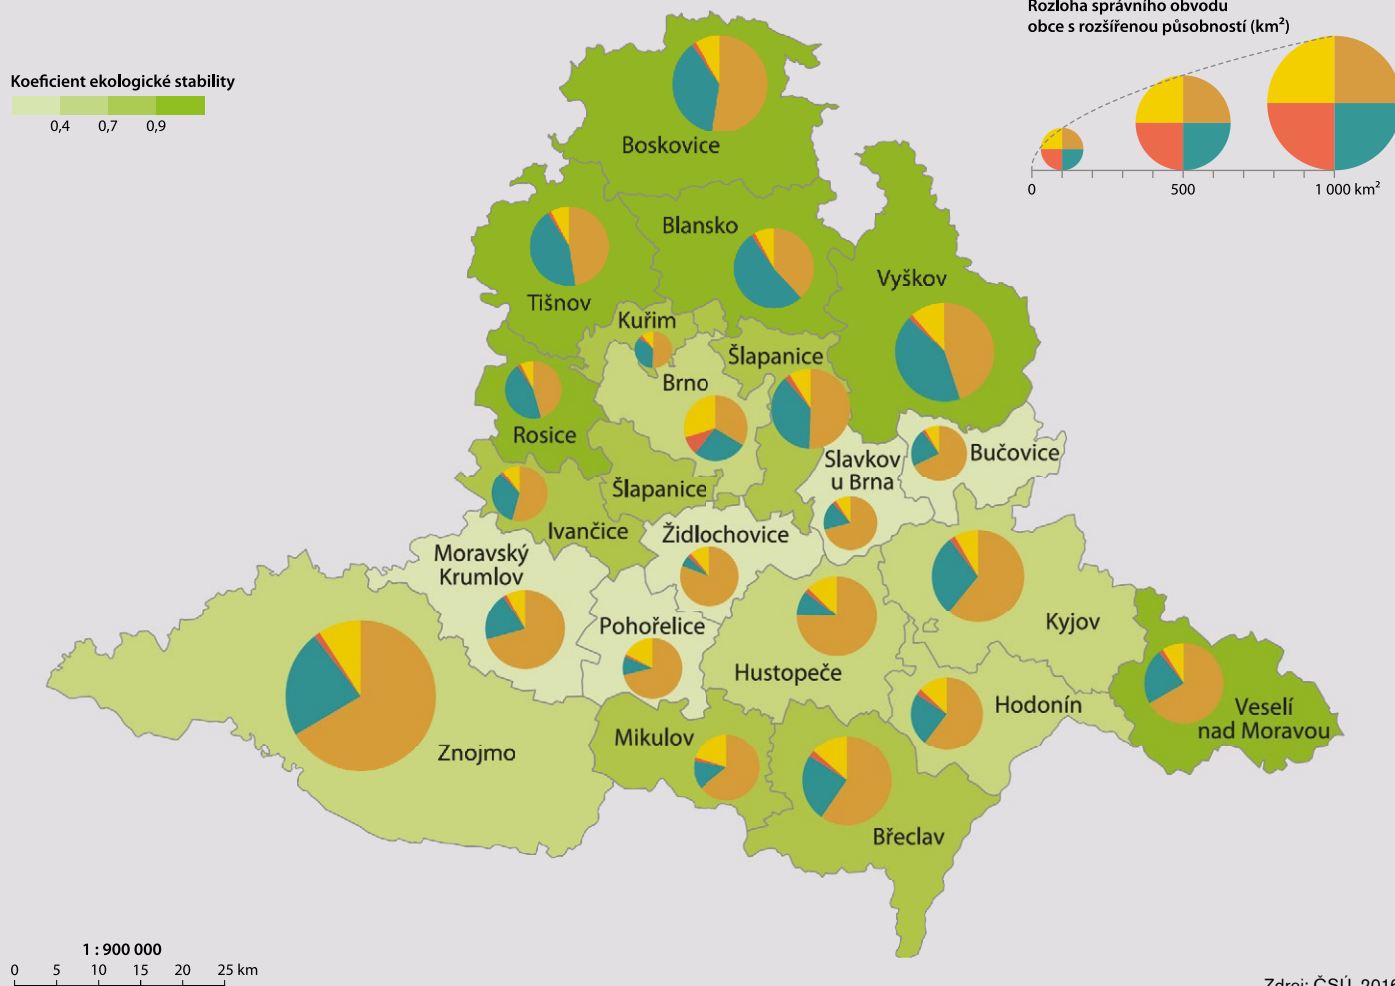 Rozloha správního obvodu
obce s rozšířenou působností (km²)
0 500 1 000 km²
Koeficient ekologické stability
0,4 0,7 0,9
Boskovice
Blansko
Vyškov
Tišnov
Kuřim
Šlapanice
Brno
Rosice
Bučovice
Slavkov
u Brna
Šlapanice
Ivančice
Židlochovice
Moravský
Krumlov
Pohořelice
Kyjov
Hustopeče
Hodonín
Veselí
nad Moravou
Mikulov
Znojmo
Břeclav
1 : 900 000
0 5 10 15 20 25 km
Zdroj: ČSÚ, 2016